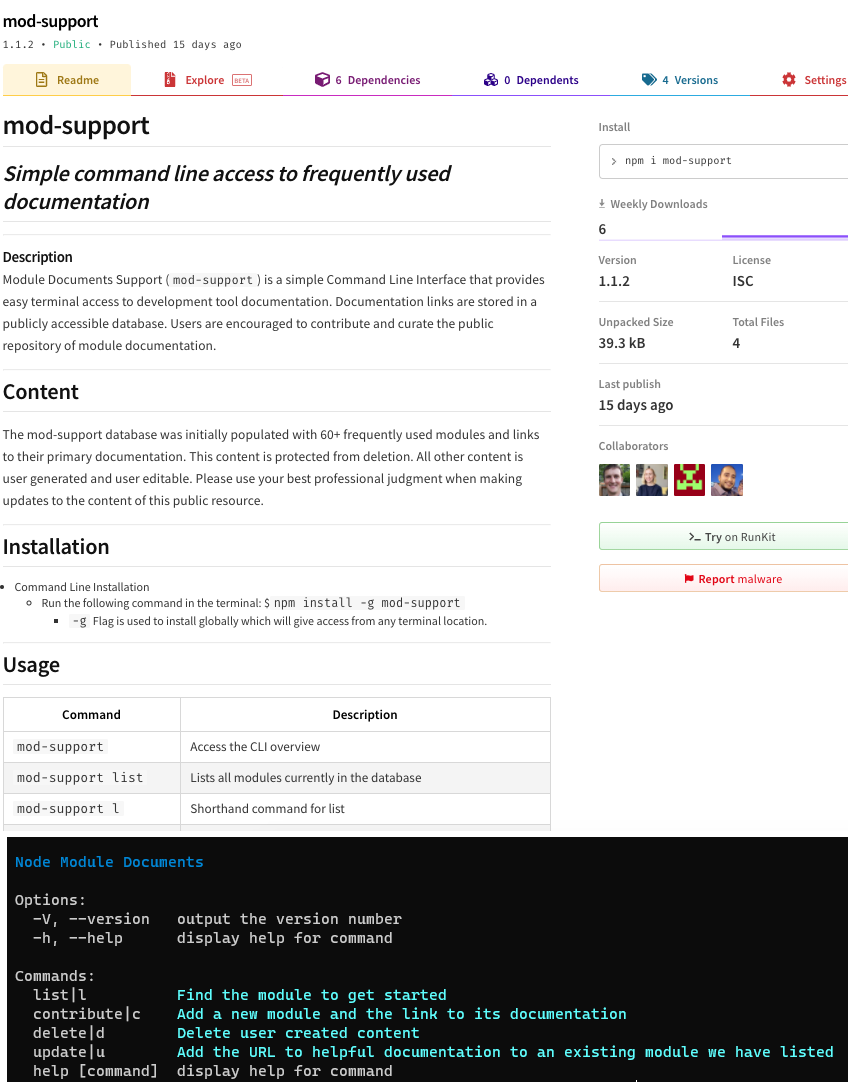 mod-support
1.1.2 • Public • Published 15 days ago
Readme
Explore BETA
6 Dependencies
0 Dependents
4 Versions
Settings
mod-support
Simple command line access to frequently used
documentation
Description
Module Documents Support ( mod-support ) is a simple Command Line Interface that provides
easy terminal access to development tool documentation. Documentation links are stored in a
publicly accessible database. Users are encouraged to contribute and curate the public
repository of module documentation.
Content
The mod-support database was initially populated with 60+ frequently used modules and links
to their primary documentation. This content is protected from deletion. All other content is
user generated and user editable. Please use your best professional judgment when making
updates to the content of this public resource.
Installation
• Command Line Installation
◦ Run the following command in the terminal: $ npm install -g mod-support
▪ -g Flag is used to install globally which will give access from any terminal location.
Usage
Command Description
mod-support Access the CLI overview
mod-support list Lists all modules currently in the database
mod-support l Shorthand command for list
Install
> npm i mod-support
Weekly Downloads
6
Version License
1.1.2 ISC
Unpacked Size Total Files
39.3 kB 4
Last publish
15 days ago
Collaborators
>_ Try on RunKit
Report malware
Node Module Documents
Options:
-V, --version output the version number
-h, --help display help for command
Commands:
list|l Find the module to get started
contribute|c Add a new module and the link to its documentation
delete|d Delete user created content
update|u Add the URL to helpful documentation to an existing module we have listed
help [command] display help for command